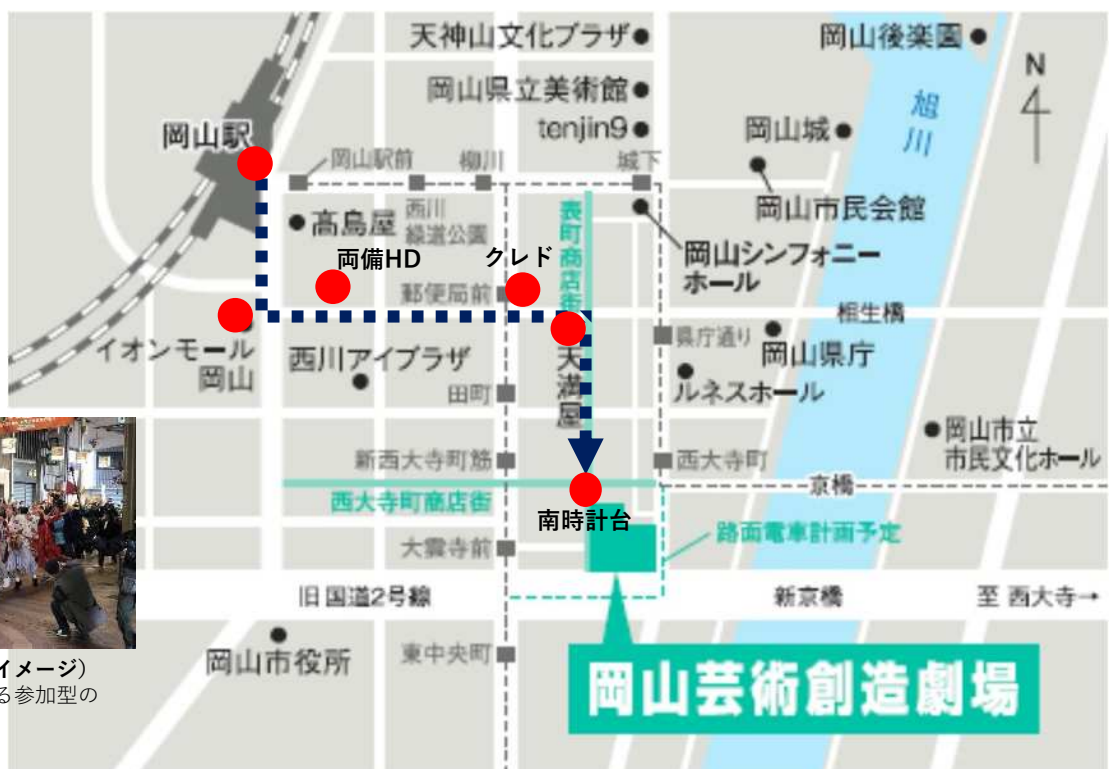 天神山文化プラザ
岡山後楽園
岡山県立美術館
N
旭川
tenjin9
岡山城
岡山駅
岡山駅前
柳川
城下
岡山市民会館
髙島屋
西川
緑道公園
表町商店街
岡山シンフォニー
ホール
両備HD
クレド
郵便局前
相生橋
イオンモール
岡山
西川アイプラザ
天満屋
県庁通り
岡山県庁
ルネスホール
田町
岡山市立
市民文化ホール
新西大寺町筋
西大寺町
京橋
西大寺町商店街
南時計台
路面電車計画予定
大雲寺前
旧国道2号線
新京橋
至 西大寺→
岡山市役所
東中央町
岡山芸術創造劇場
イメージ)
る参加型の